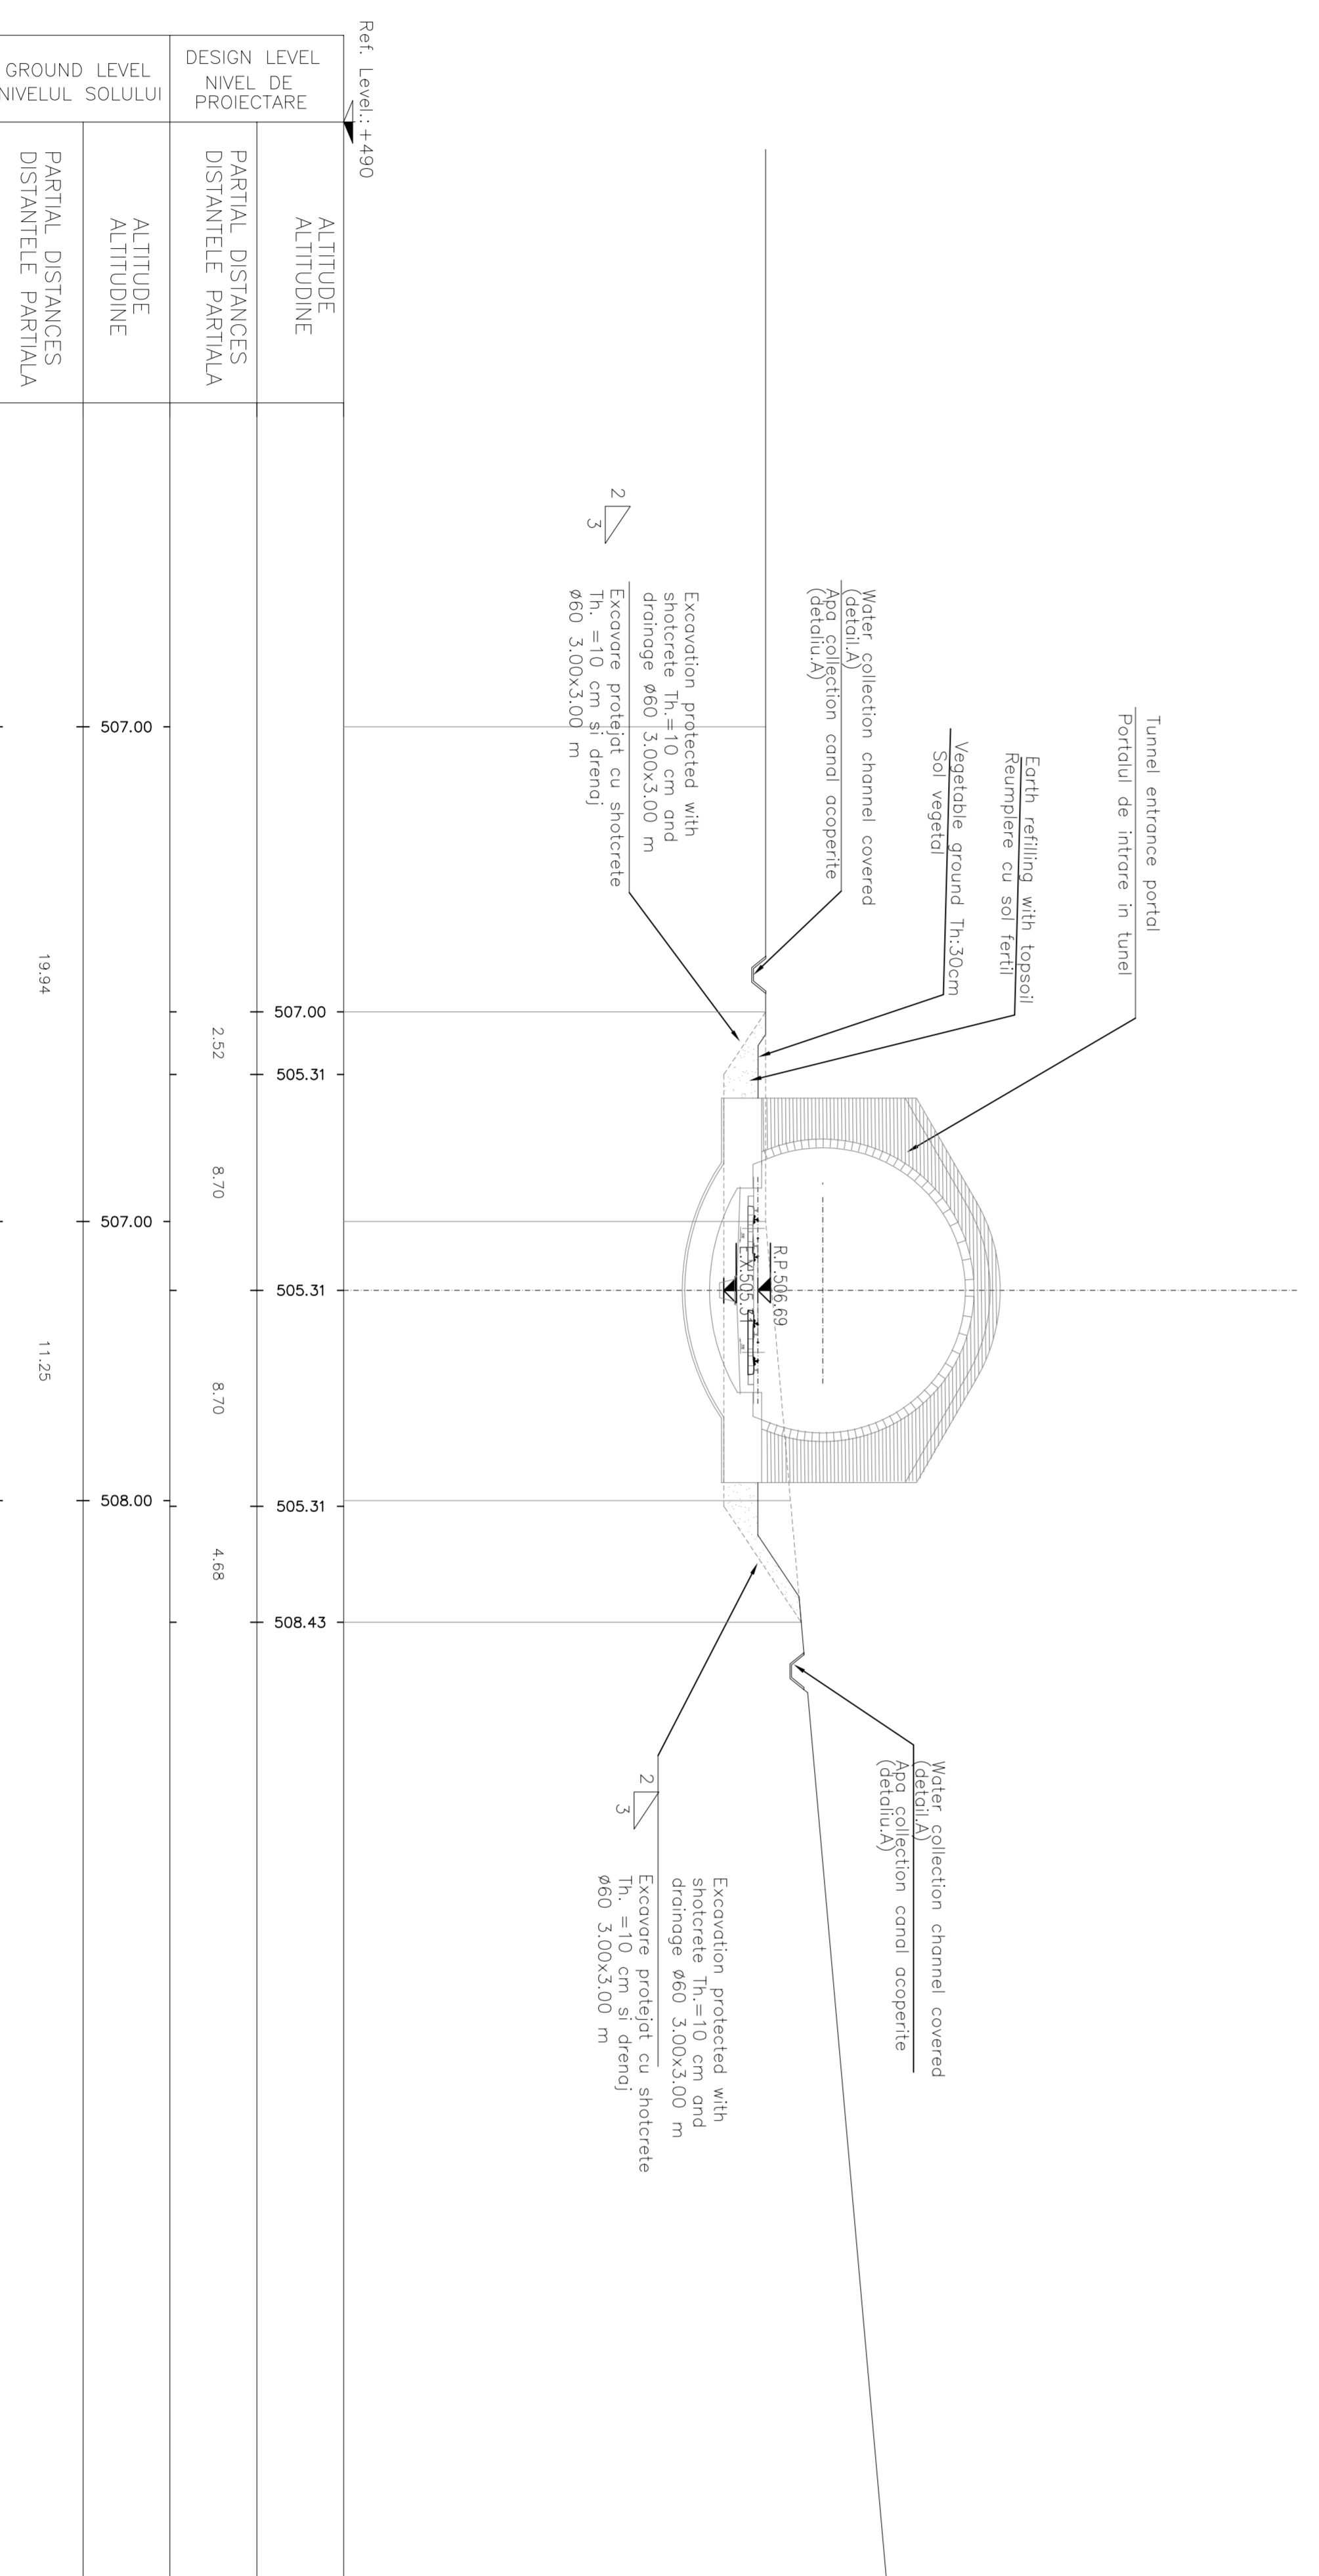 Ref. Level.: +490
DESIGN LEVEL
NIVEL DE
PROIECTARE
GROUND LEVEL
NIVELUL SOLULUI
ALTITUDE
ALTITUDINE
PARTIAL DISTANCES
DISTANTELE PARTIALA
ALTITUDE
ALTITUDINE
PARTIAL DISTANCES
DISTANTELE PARTIALA
Tunnel entrance portal
Portalul de intrare in tunel
Earth refilling with topsoil
Reumplere cu sol fertil
Vegetable ground Th:30cm
Sol vegetal
Water collection channel covered
(detail.A)
Apa collection canal acoperite
(detaliu.A)
Excavation protected with
shotcrete Th.=10 cm and
drainage ø60 3.00x3.00 m
Excavare protejat cu shotcrete
Th. =10 cm si drenaj
ø60 3.00x3.00 m
2
3
R.P.506.69
E.X.505.31
Water collection channel covered
(detail.A)
Apa collection canal acoperite
(detaliu.A)
Excavation protected with
shotcrete Th.=10 cm and
drainage ø60 3.00x3.00 m
Excavare protejat cu shotcrete
Th. =10 cm si drenaj
ø60 3.00x3.00 m
2
3
507.00
505.31
505.31
505.31
508.43
2.52
8.70
8.70
4.68
507.00
507.00
508.00
19.94
11.25